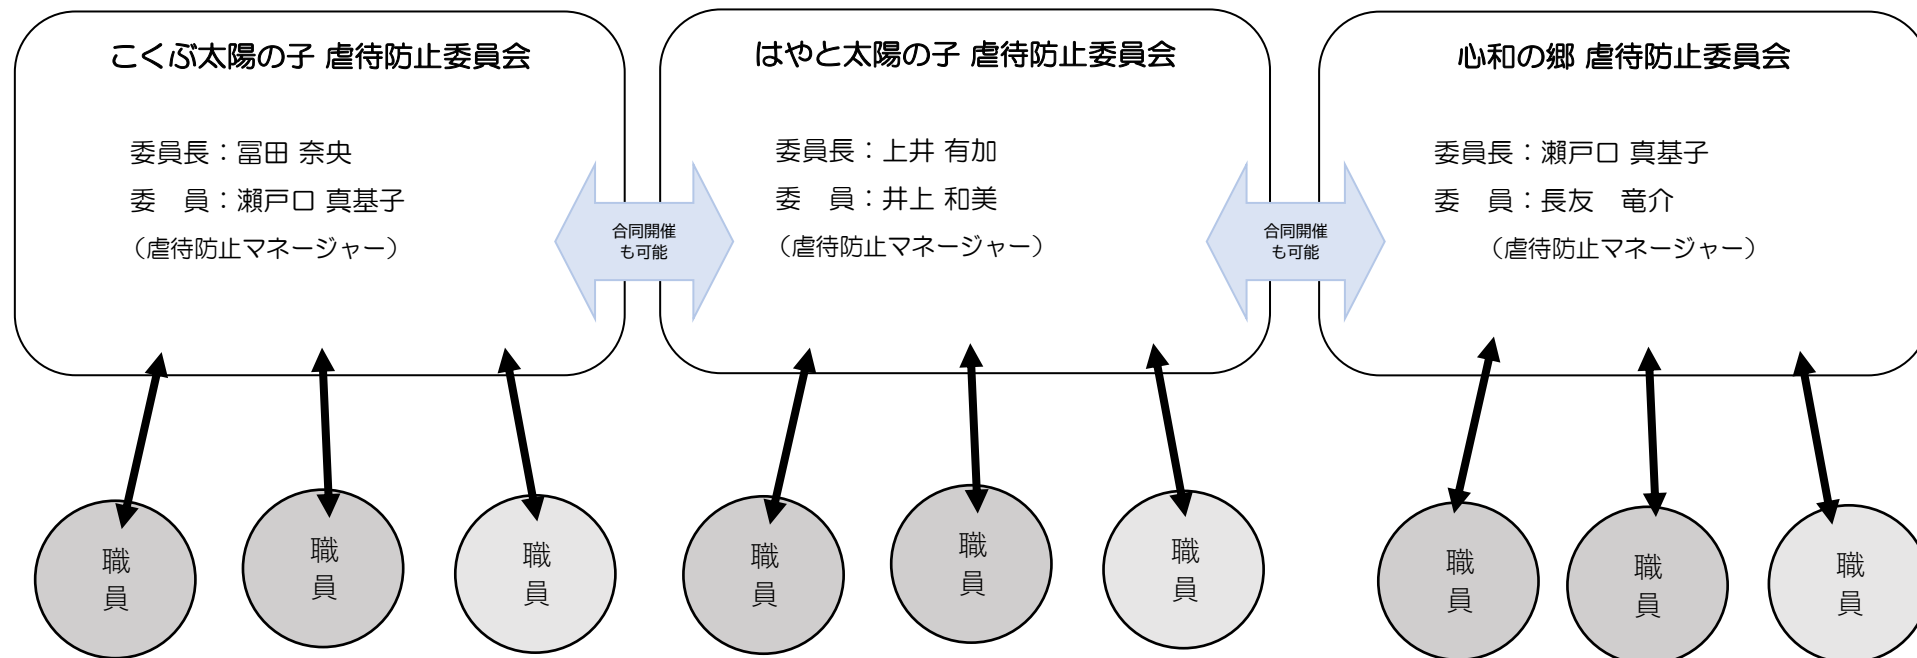 こくぶ太陽の子 虐待防止委員会
委員長：冨田 奈央
委　員：瀬戸口 真基子
（虐待防止マネージャー）
合同開催
も可能
はやと太陽の子 虐待防止委員会
委員長：上井 有加
委　員：井上 和美
（虐待防止マネージャー）
合同開催
も可能
心和の郷 虐待防止委員会
委員長：瀬戸口 真基子
委　員：長友　竜介
（虐待防止マネージャー）
職
員
職
員
職
員
職
員
職
員
職
員
職
員
職
員
職
員